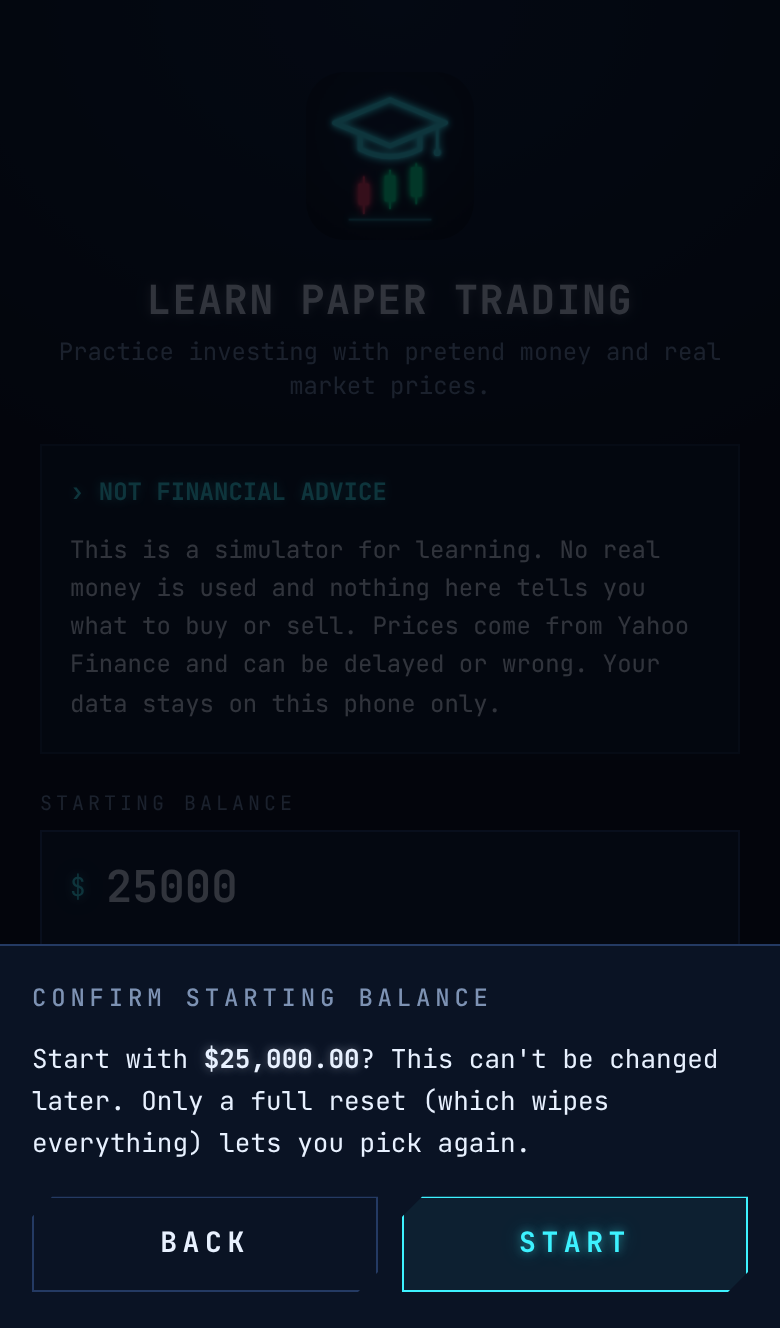 LEARN PAPER TRADING
Practice investing with pretend money and real
market prices.
› NOT FINANCIAL ADVICE
This is a simulator for learning. No real
money is used and nothing here tells you
what to buy or sell. Prices come from Yahoo
Finance and can be delayed or wrong. Your
data stays on this phone only.
STARTING BALANCE
$ 25000
CONFIRM STARTING BALANCE
Start with $25,000.00? This can't be changed
later. Only a full reset (which wipes
everything) lets you pick again.
BACK
START